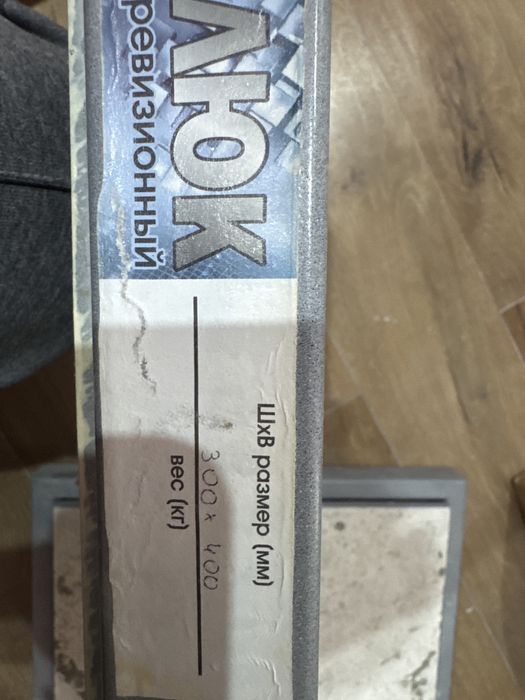 ЛЮК
ревизионный
ШхВ размер (мм)
300 х 400
вес (кг)